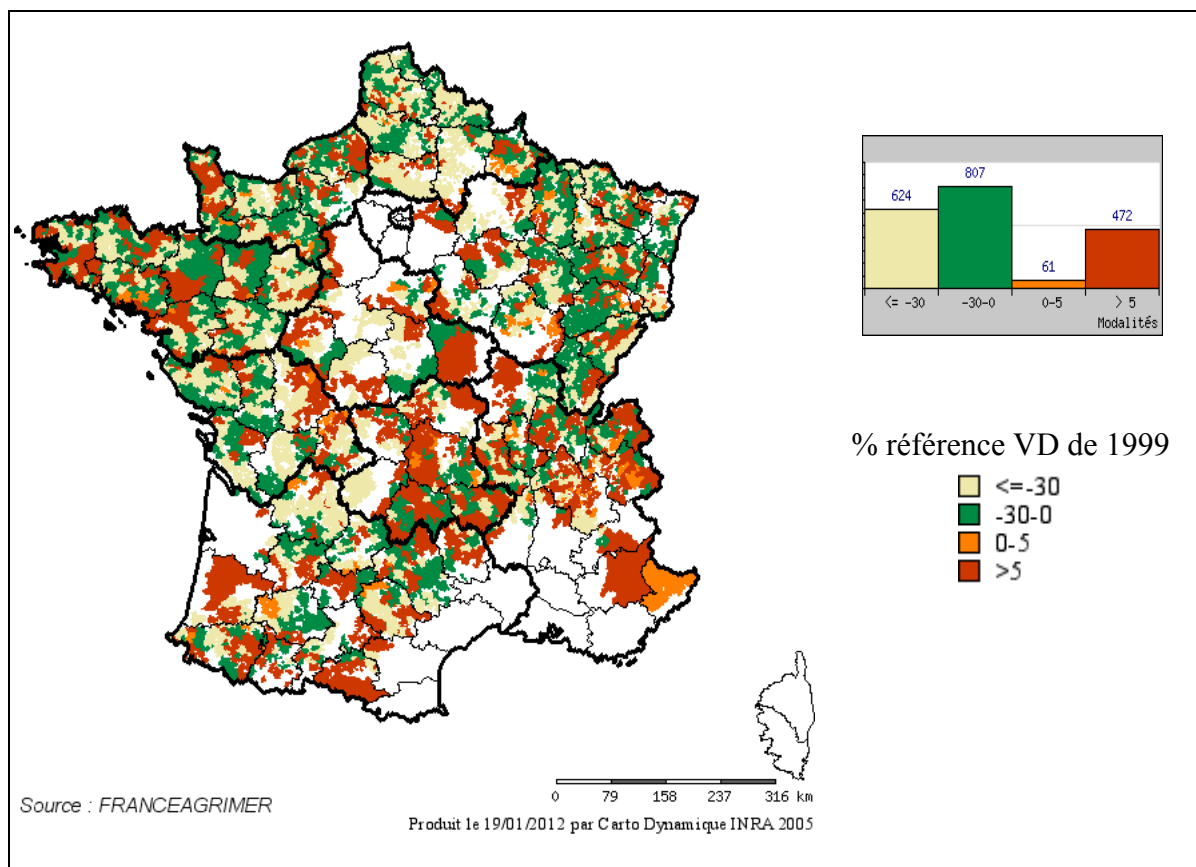 807
624
472
61
<= -30
-30-0
0-5
> 5
Modalités
% référence VD de 1999
<=-30
-30-0
0-5
>5
Source : FRANCEAGRIMER
0 79 158 237 316 km
Produit le 19/01/2012 par Carto Dynamique INRA 2005